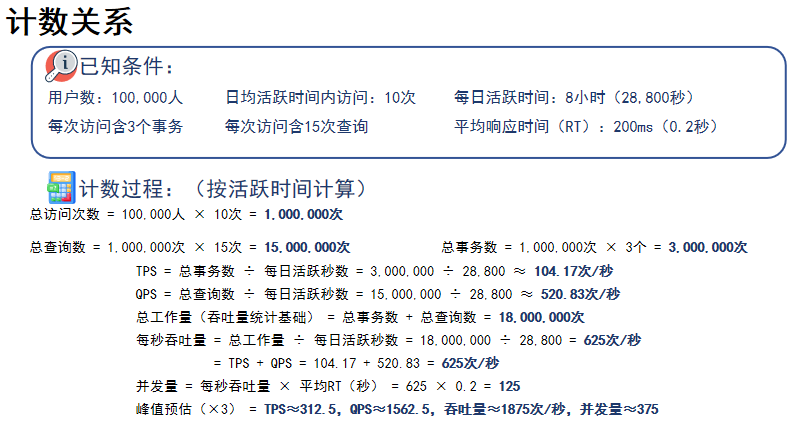 计数关系
已知条件：
用户数：100,000人 日均活跃时间内访问：10次 每日活跃时间：8小时（28,800秒）
每次访问含3个事务 每次访问含15次查询 平均响应时间（RT）：200ms（0.2秒）
计数过程：（按活跃时间计算）
总访问次数 = 100,000人 × 10次 = 1,000,000次
总查询数 = 1,000,000次 × 15次 = 15,000,000次 总事务数 = 1,000,000次 × 3个 = 3,000,000次
TPS = 总事务数 ÷ 每日活跃秒数 = 3,000,000 ÷ 28,800 ≈ 104.17次/秒
QPS = 总查询数 ÷ 每日活跃秒数 = 15,000,000 ÷ 28,800 ≈ 520.83次/秒
总工作量（吞吐量统计基础） = 总事务数 + 总查询数 = 18,000,000次
每秒吞吐量 = 总工作量 ÷ 每日活跃秒数 = 18,000,000 ÷ 28,800 = 625次/秒
= TPS + QPS = 104.17 + 520.83 = 625次/秒
并发量 = 每秒吞吐量 × 平均RT（秒） = 625 × 0.2 = 125
峰值预估（×3） = TPS≈312.5，QPS≈1562.5，吞吐量≈1875次/秒，并发量≈375